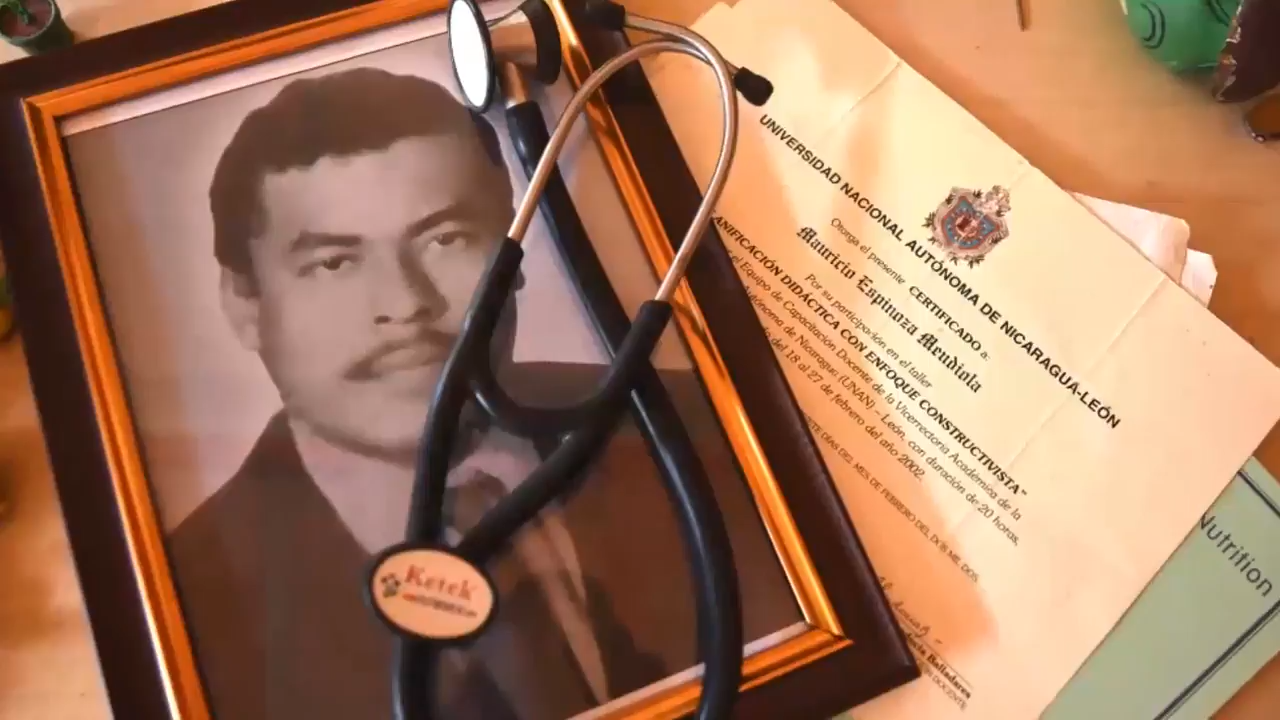 UNIVERSIDAD NACIONAL AUTÓNOMA DE NICARAGUA-LEÓN
Otorga el presente CERTIFICADO a:
Mauricio Espinoza Mendiola
Por su participación en el taller
ANIFICACIÓN DIDÁCTICA CON ENFOQUE CONSTRUCTIVISTA"
el Equipo de Capacitación Docente de la Vicerrectoría Académica de la
Autónoma de Nicaragua (UNAN) – León, con duración de 20 horas,
del 18 al 27 de febrero del año 2002.
DÍAS DEL MES DE FEBRERO DEL DOS MIL DOS
Balladares
DOCENTE
Nutrition
Ketek